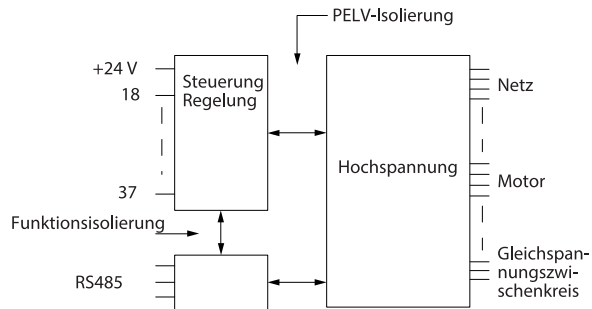 PELV-Isolierung
+24 V
18
37
Steuerung
Regelung
Hochspannung
Netz
Motor
Gleichspan-
nungszwi-
schenkreis
Funktionsisolierung
RS485